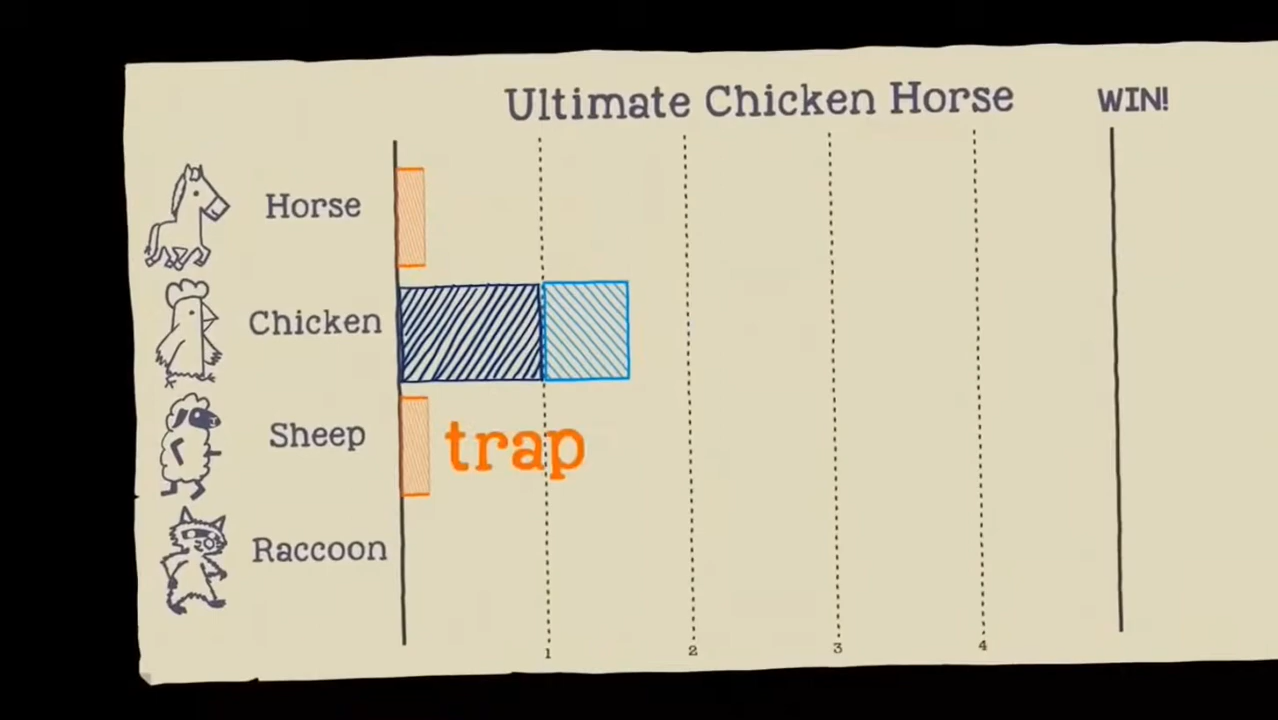 Ultimate Chicken Horse WIN!
Horse
Chicken
Sheep trap
Raccoon
1 2 3 4